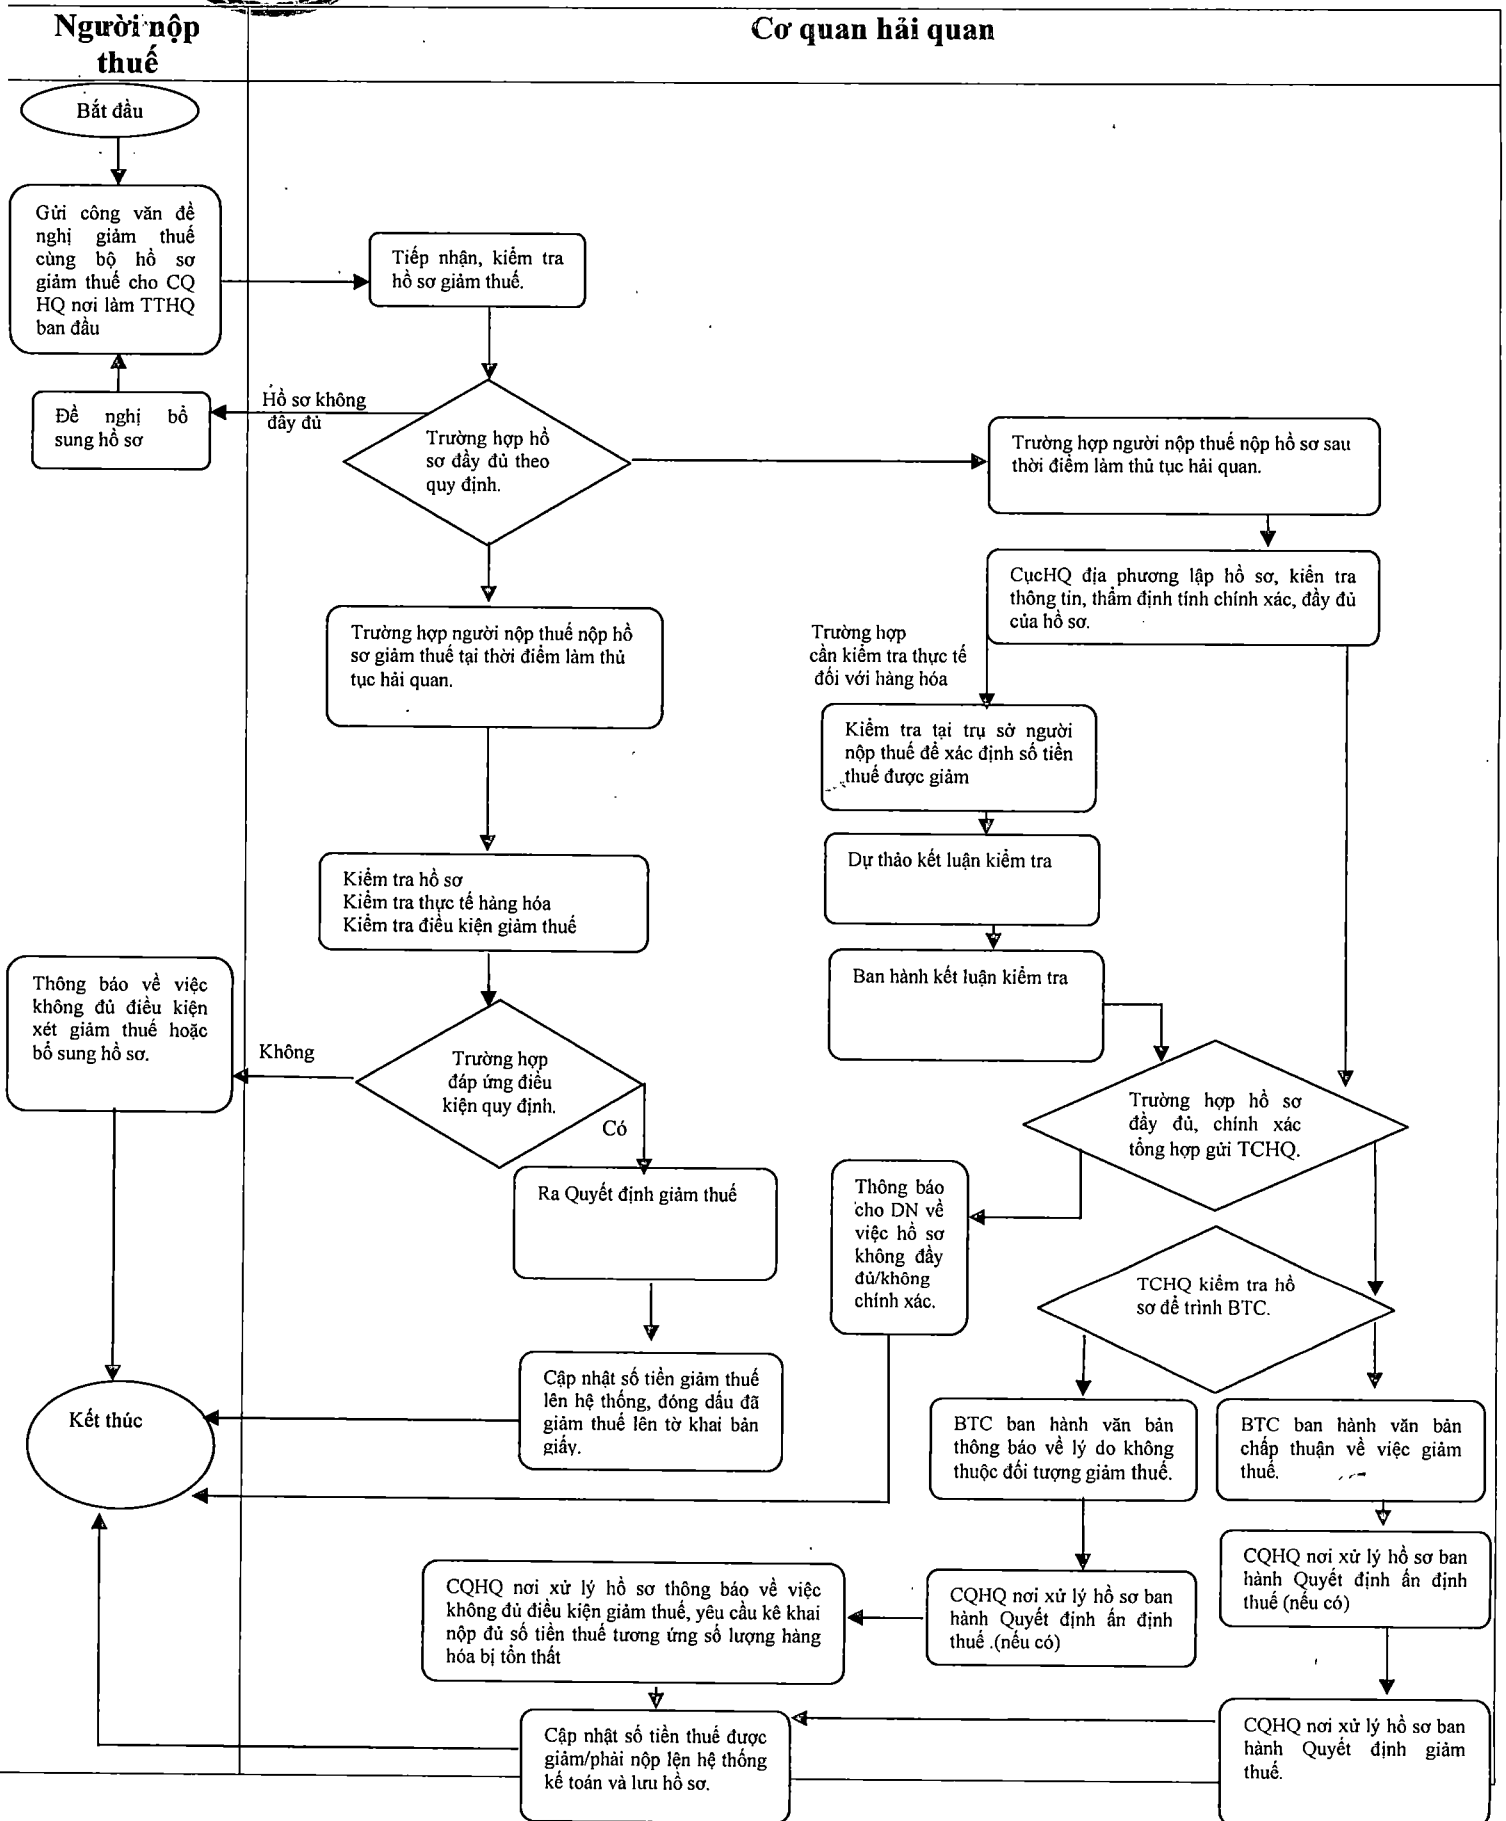 Người nộp
thuế
Cơ quan hải quan
Bắt đầu
Gửi công văn đề
nghị giảm thuế
cùng bộ hồ sơ
giảm thuế cho CQ
HQ nơi làm TTHQ
ban đầu
Tiếp nhận, kiểm tra
hồ sơ giảm thuế.
Hồ sơ không
đầy đủ
Đề nghị bổ
sung hồ sơ
Trường hợp hồ
sơ đầy đủ theo
quy định.
Trường hợp người nộp thuế nộp hồ sơ sau
thời điểm làm thủ tục hải quan.
CụcHQ địa phương lập hồ sơ, kiển tra
thông tin, thẩm định tính chính xác, đầy đủ
của hồ sơ.
Trường hợp người nộp thuế nộp hồ
sơ giảm thuế tại thời điểm làm thủ
tục hải quan.
Trường hợp
cần kiểm tra thực tế
đối với hàng hóa
Kiểm tra tại trụ sở người
nộp thuế để xác định số tiền
thuế được giảm
Dự thảo kết luận kiểm tra
Kiểm tra hồ sơ
Kiểm tra thực tế hàng hóa
Kiểm tra điều kiện giảm thuế
Ban hành kết luận kiểm tra
Thông báo về việc
không đủ điều kiện
xét giảm thuế hoặc
bổ sung hồ sơ.
Không
Trường hợp
đáp ứng điều
kiện quy định.
Có
Trường hợp hồ sơ
đầy đủ, chính xác
tổng hợp gửi TCHQ.
Ra Quyết định giảm thuế
Thông báo
cho DN về
việc hồ sơ
không đầy
đủ/không
chính xác.
TCHQ kiểm tra hồ
sơ để trình BTC.
Cập nhật số tiền giảm thuế
lên hệ thống, đóng dấu đã
giảm thuế lên tờ khai bản
giấy.
Kết thúc
BTC ban hành văn bản
thông báo về lý do không
thuộc đối tượng giảm thuế.
BTC ban hành văn bản
chấp thuận về việc giảm
thuế.
CQHQ nơi xử lý hồ sơ thông báo về việc
không đủ điều kiện giảm thuế, yêu cầu kê khai
nộp đủ số tiền thuế tương ứng số lượng hàng
hóa bị tổn thất
CQHQ nơi xử lý hồ sơ ban
hành Quyết định ấn định
thuế .(nếu có)
CQHQ nơi xử lý hồ sơ ban
hành Quyết định ấn định
thuế (nếu có)
Cập nhật số tiền thuế được
giảm/phải nộp lên hệ thống
kế toán và lưu hồ sơ.
CQHQ nơi xử lý hồ sơ ban
hành Quyết định giảm
thuế.